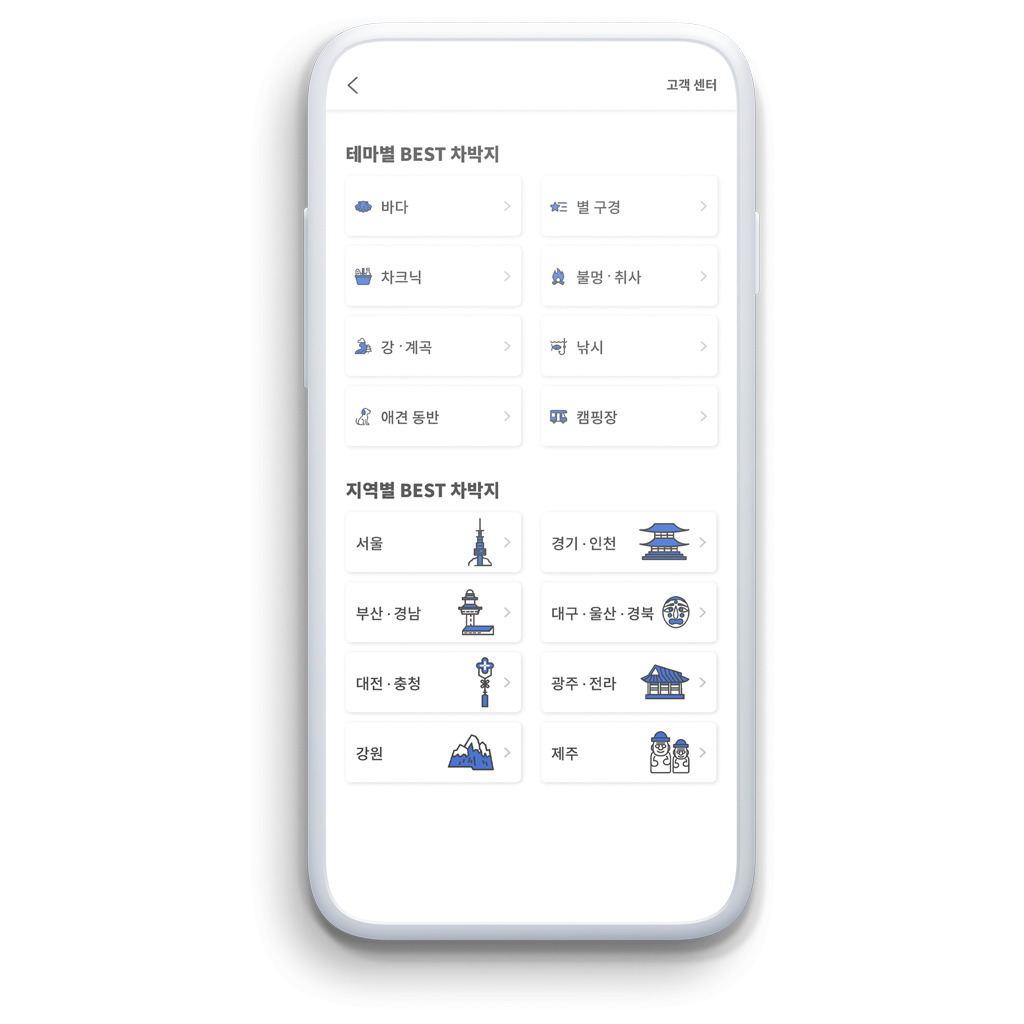 고객 센터
테마별 BEST 차박지
바다
별 구경
차크닉
불멍 · 취사
강 · 계곡
낚시
애견 동반
캠핑장
지역별 BEST 차박지
서울
경기 · 인천
부산 · 경남
대구 · 울산 · 경북
대전 · 충청
광주 · 전라
강원
제주